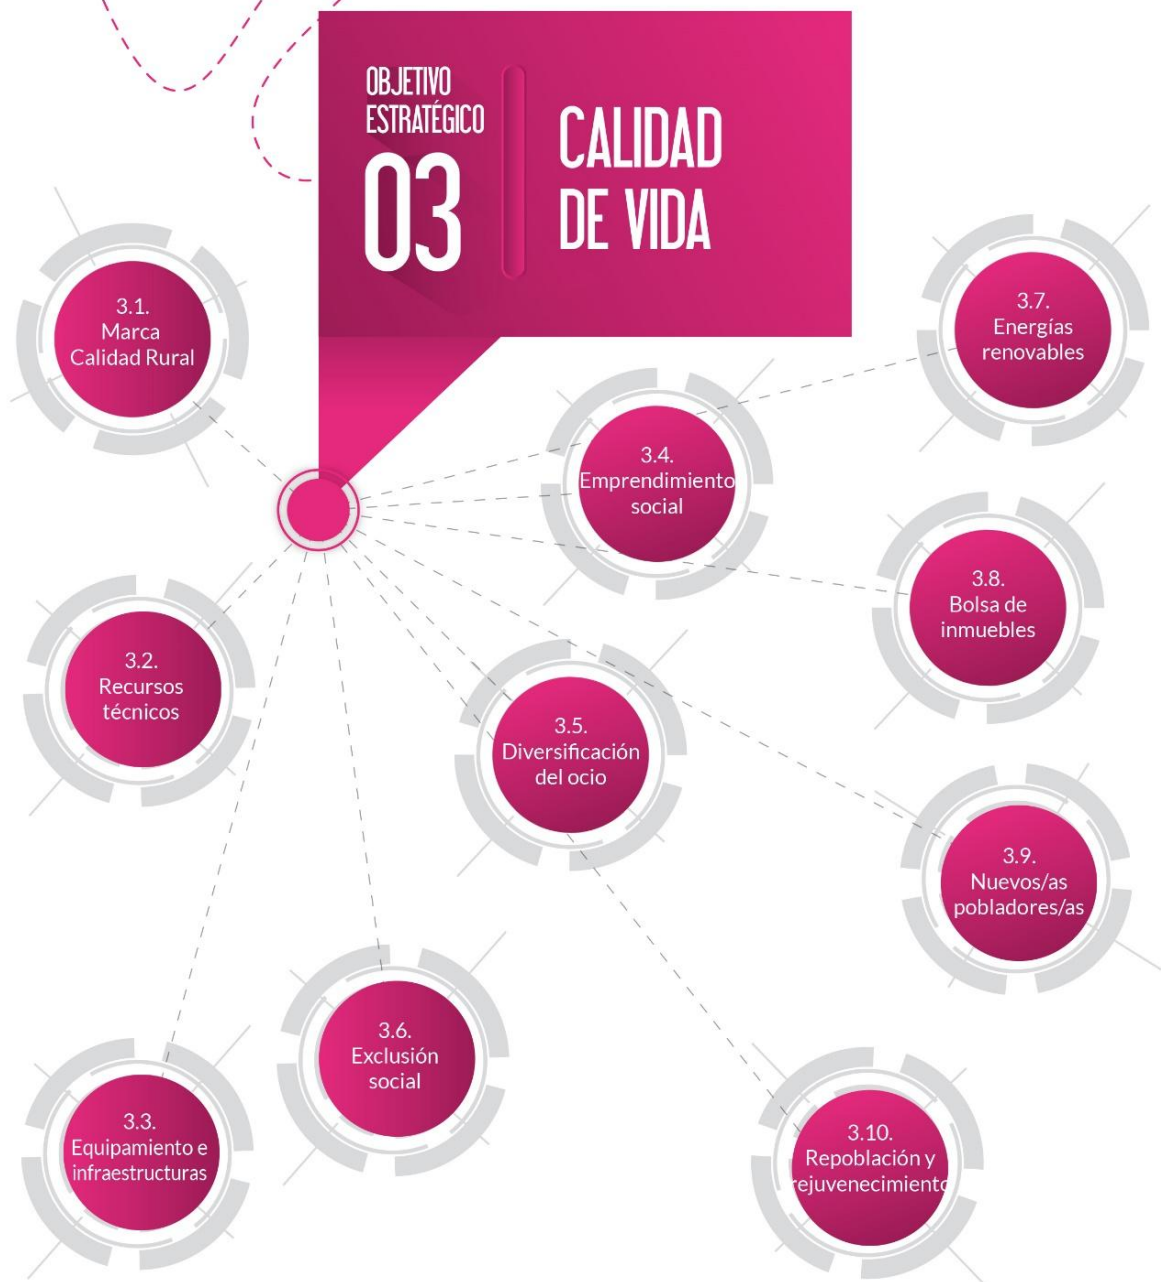 OBJETIVO
ESTRATÉGICO
03
CALIDAD
DE VIDA
3.1.
Marca
Calidad Rural
3.2.
Recursos
técnicos
3.3.
Equipamiento e
infraestructuras
3.4.
Emprendimiento
social
3.5.
Diversificación
del ocio
3.6.
Exclusión
social
3.7.
Energías
renovables
3.8.
Bolsa de
inmuebles
3.9.
Nuevos/as
pobladores/as
3.10.
Repoblación y
rejuvenecimiento